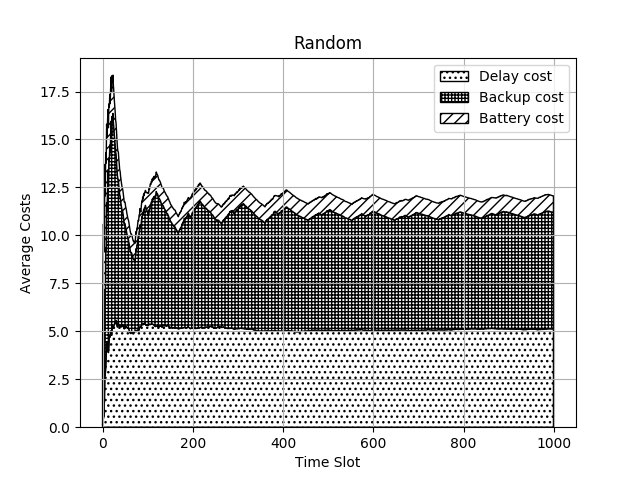 Random
Delay cost
Backup cost
Battery cost
17.5
15.0
12.5
10.0
7.5
5.0
2.5
0.0
Average Costs
0 200 400 600 800 1000
Time Slot